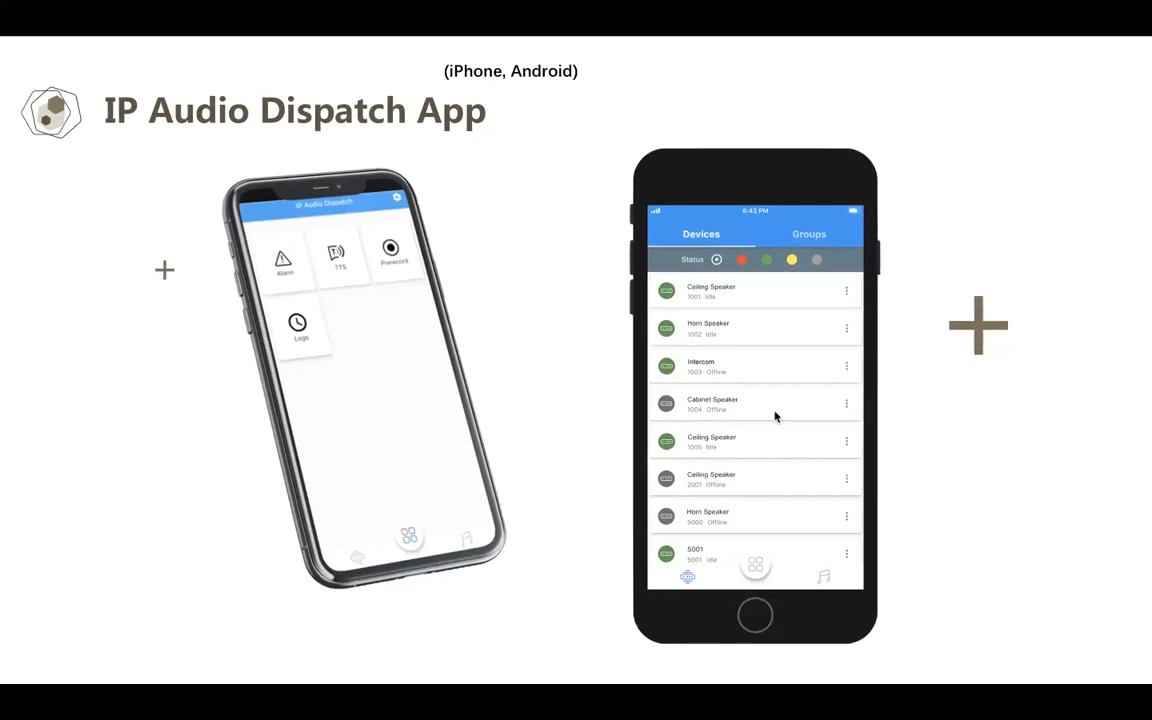 (iPhone, Android)
IP Audio Dispatch App
IP Audio Dispatch
Alarm
TTS
Prerecord
Logs
6:42 PM
Devices
Groups
Status
Ceiling Speaker
1001 Idle
Horn Speaker
1002 Idle
Intercom
1003 Offline
Cabinet Speaker
1004 Offline
Ceiling Speaker
1005 Idle
Ceiling Speaker
2001 Offline
Horn Speaker
5000 Offline
5001
5001 Idle